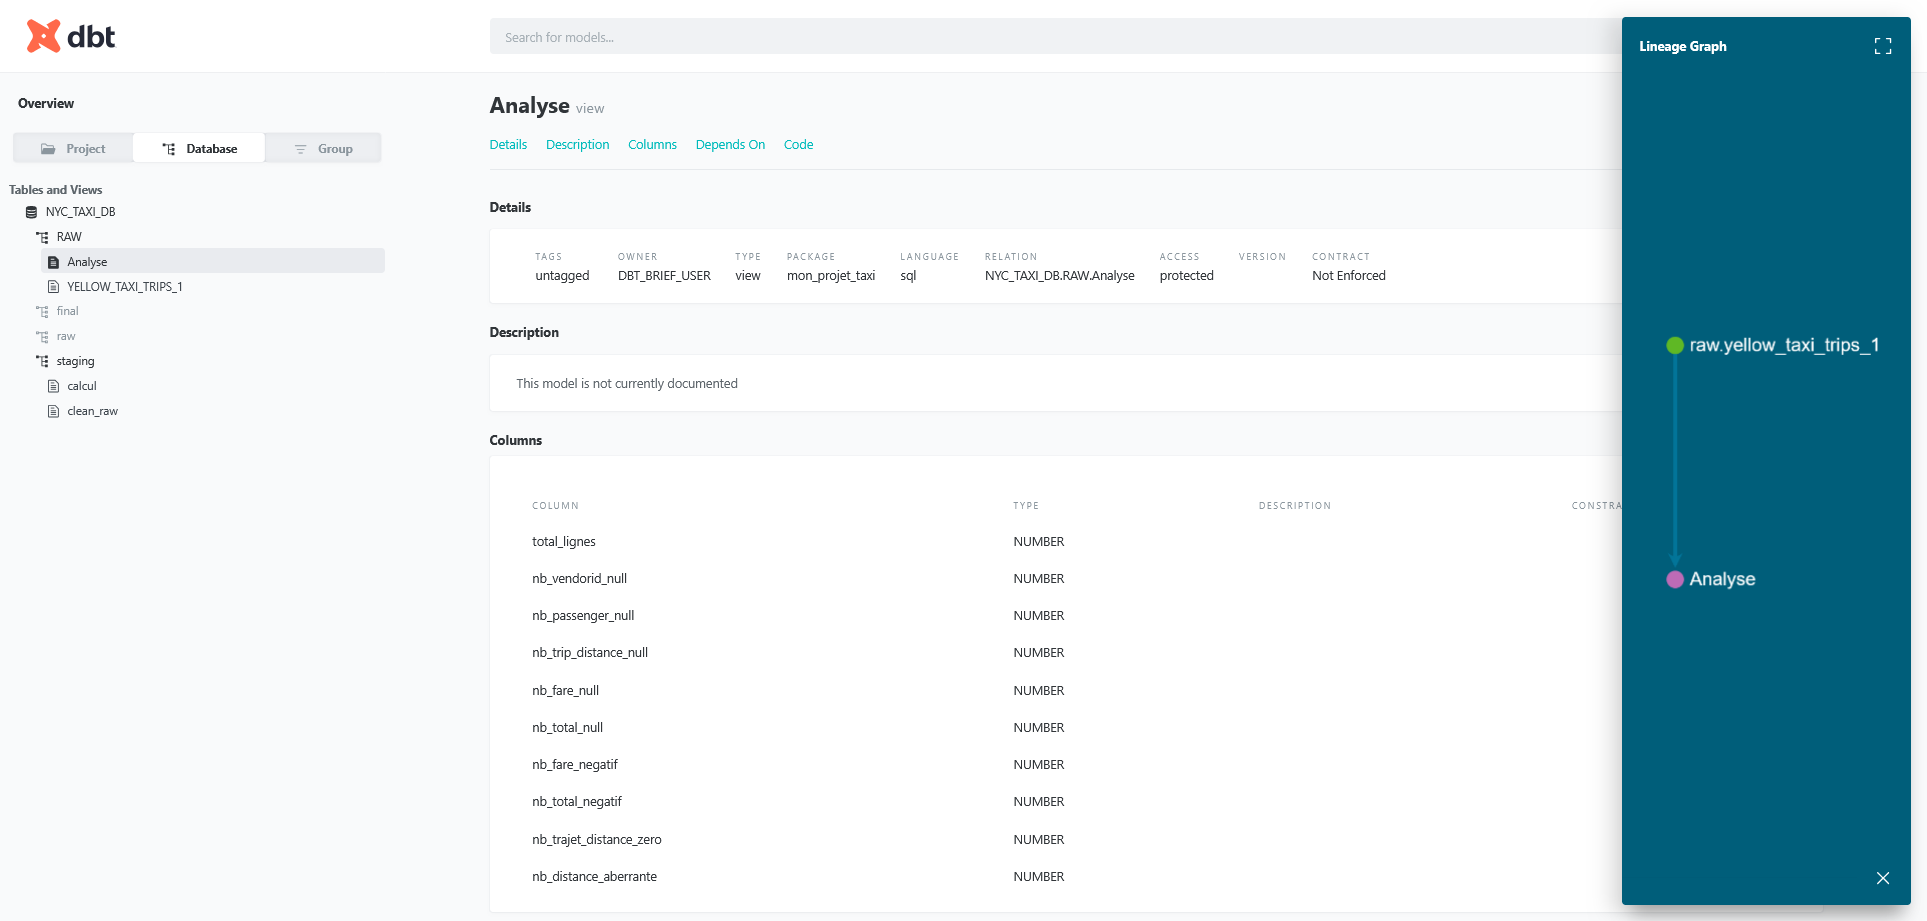 dbt
Search for models...
Overview
Project Database Group
Tables and Views
NYC_TAXI_DB
RAW
Analyse
YELLOW_TAXI_TRIPS_1
final
raw
staging
calcul
clean_raw
Analyse view
Details Description Columns Depends On Code
Details
TAGS OWNER TYPE PACKAGE LANGUAGE RELATION ACCESS VERSION CONTRACT
untagged DBT_BRIEF_USER view mon_projet_taxi sql NYC_TAXI_DB.RAW.Analyse protected Not Enforced
Description
This model is not currently documented
Columns
COLUMN TYPE DESCRIPTION CONSTRA
total_lignes NUMBER
nb_vendorid_null NUMBER
nb_passenger_null NUMBER
nb_trip_distance_null NUMBER
nb_fare_null NUMBER
nb_total_null NUMBER
nb_fare_negatif NUMBER
nb_total_negatif NUMBER
nb_trajet_distance_zero NUMBER
nb_distance_aberrante NUMBER
Lineage Graph
raw.yellow_taxi_trips_1
Analyse